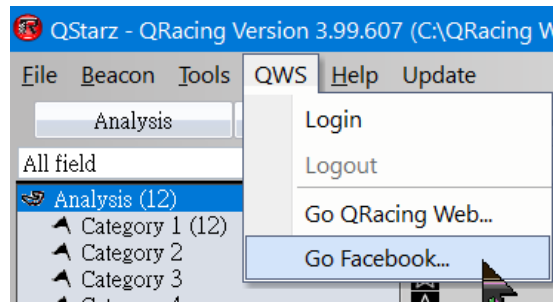 QStarz - QRacing Version 3.99.607 (C:\QRacing
File Beacon Tools QWS Help Update
Analysis
Login
All field
Logout
Analysis (12)
Category 1 (12)
Go QRacing Web...
Category 2
Go Facebook...
Category 3